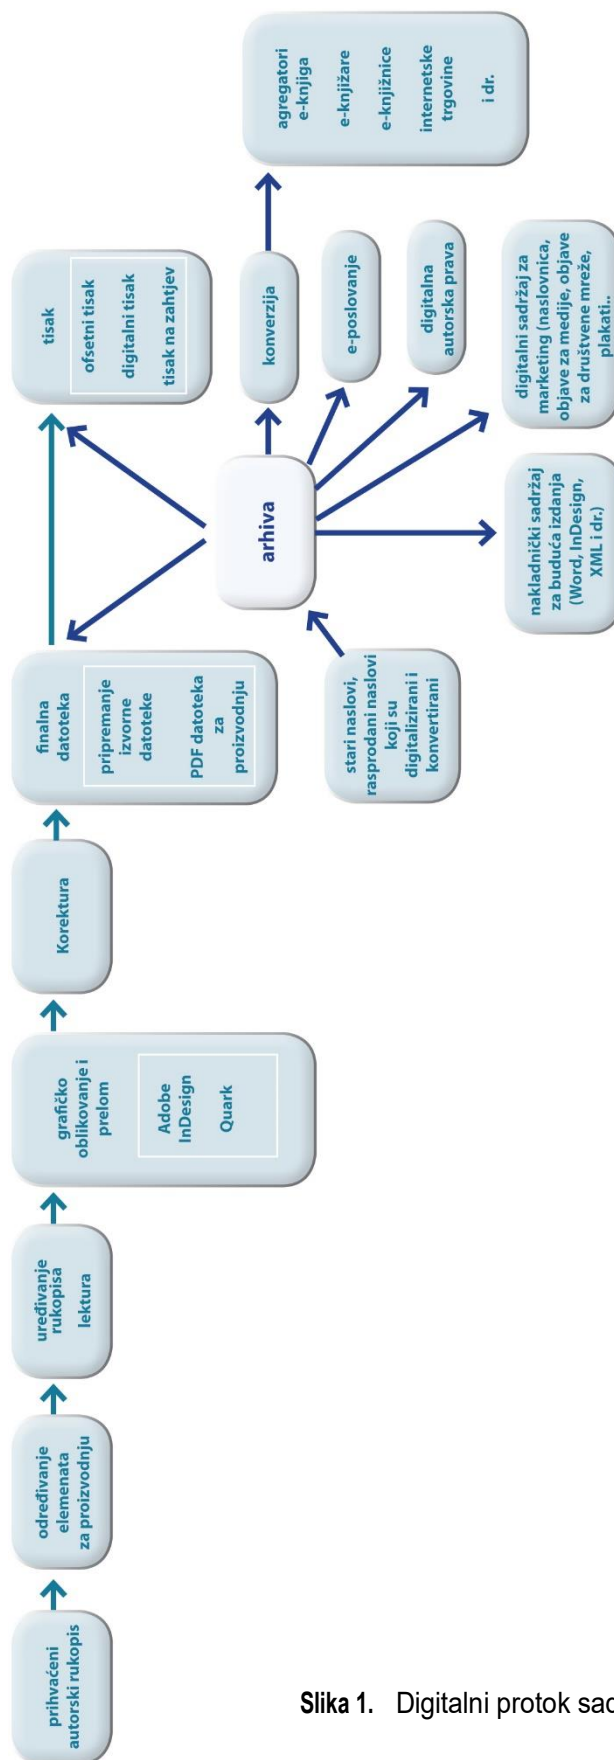 prihvaćeni
autorski rukopis
određivanje
elemenata
za proizvodnju
uređivanje
rukopisa
lektura
grafičko
oblikovanje i
prelom
Adobe
InDesign
Quark
Korektura
finalna
datoteka
pripremanje
izvorne
datoteke
PDF datoteka
za
proizvodnju
tisak
ofsetni tisak
digitalni tisak
tisak na zahtjev
stari naslovi,
rasprodani naslovi
koji su
digitalizirani i
konvertirani
arhiva
konverzija
agregatori
e-knjiga
e-knjižare
e-knjižnice
internetske
trgovine
i dr.
e-poslovanje
digitalna
autorska prava
digitalni sadržaj za
marketing (naslovnica,
objave za medije, objave
za društvene mreže,
plakati...
nakladnički sadržaj
za buduća izdanja
(Word, InDesign,
XML i dr.)
Slika 1. Digitalni protok